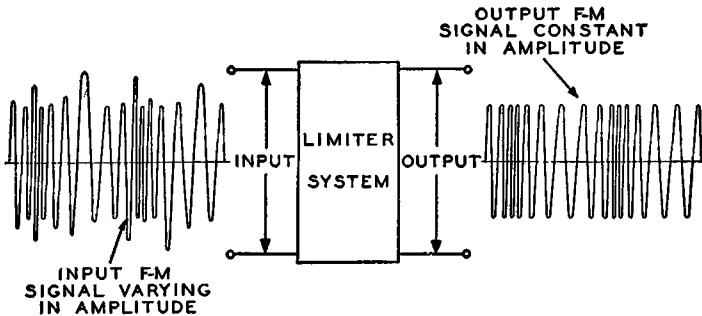 OUTPUT F-M
SIGNAL CONSTANT
IN AMPLITUDE
INPUT
LIMITER
SYSTEM
OUTPUT
INPUT F-M
SIGNAL VARYING
IN AMPLITUDE